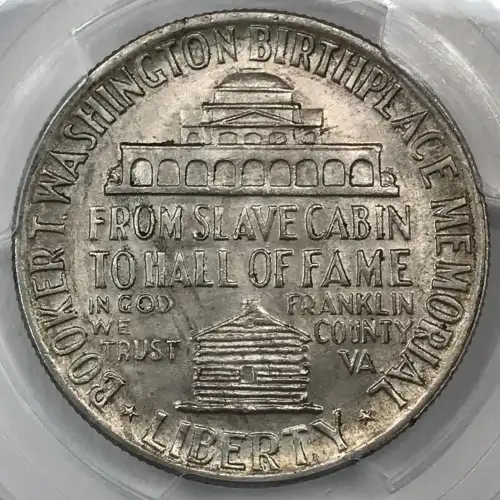 BOOKER T. WASHINGTON BIRTHPLACE MEMORIAL
FROM SLAVE CABIN
TO HALL OF FAME
IN GOD
WE
TRUST
FRANKLIN
COUNTY
VA
LIBERTY